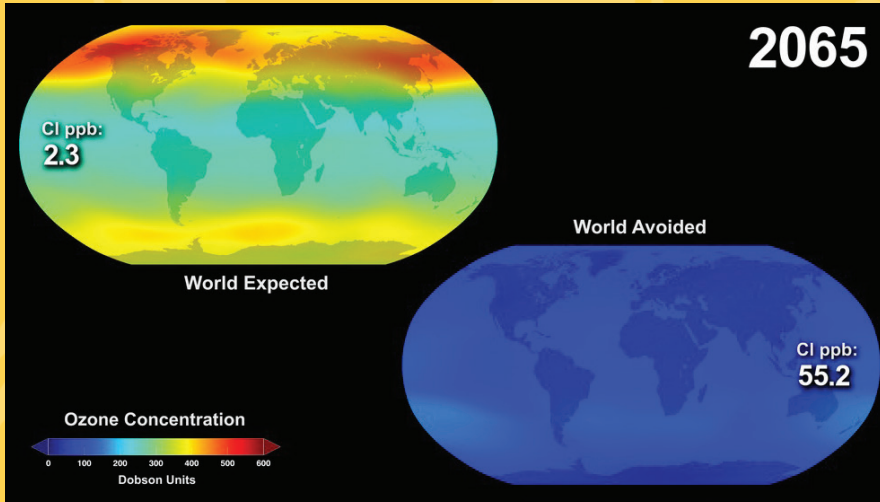 2065
Cl ppb:
2.3
World Expected
World Avoided
Cl ppb:
55.2
Ozone Concentration
0 100 200 300 400 500 600
Dobson Units